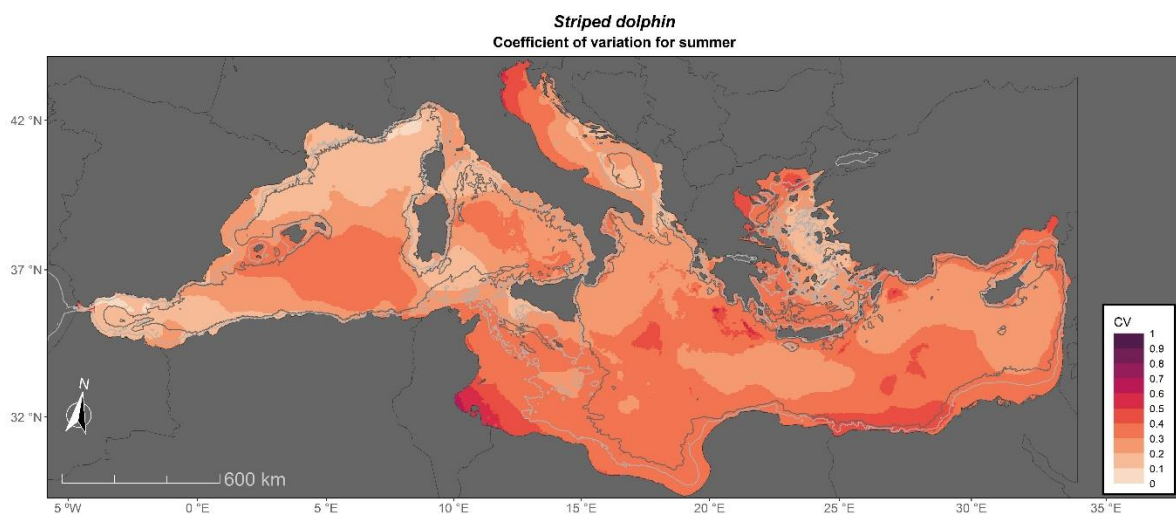 Striped dolphin
Coefficient of variation for summer
42 °N
37 °N
32 °N
N
600 km
CV
1
0.9
0.8
0.7
0.6
0.5
0.4
0.3
0.2
0.1
0
5 °W 0 °E 5 °E 10 °E 15 °E 20 °E 25 °E 30 °E 35 °E